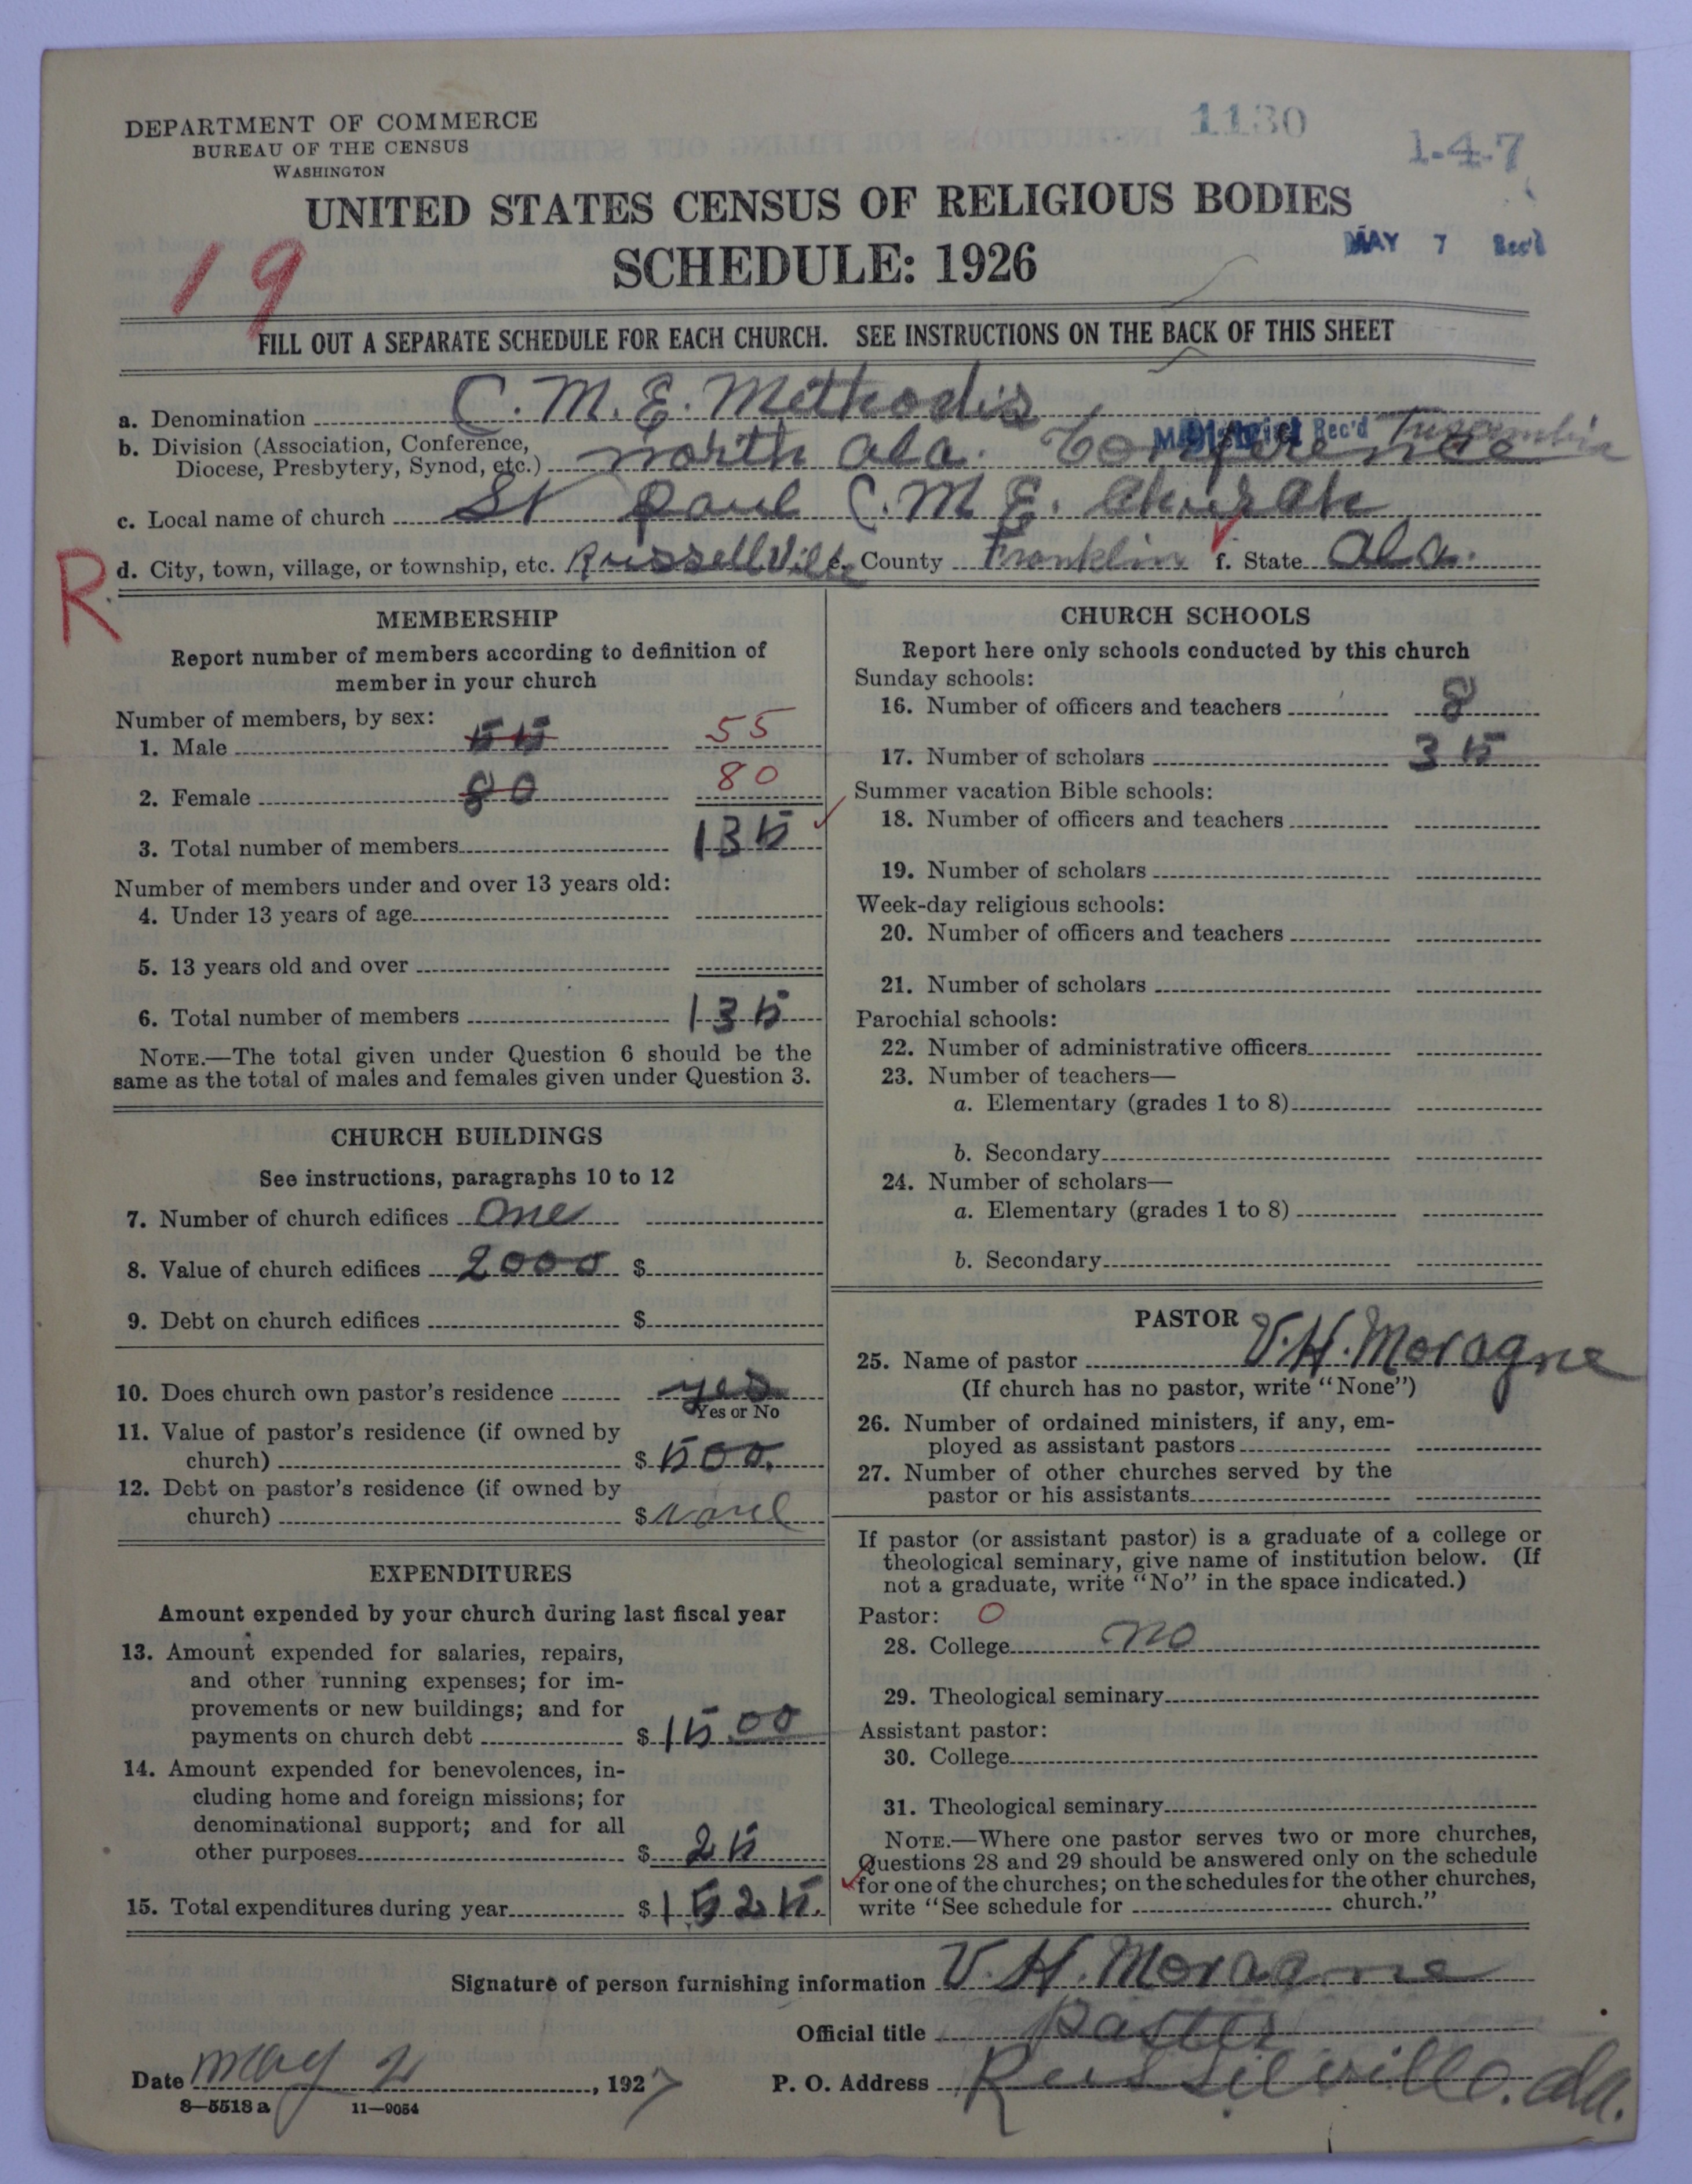 DEPARTMENT OF COMMERCE
BUREAU OF THE CENSUS
WASHINGTON
1130
1-4-7
UNITED STATES CENSUS OF RELIGIOUS BODIES
SCHEDULE: 1926
MAY 7 Rec'd
19
FILL OUT A SEPARATE SCHEDULE FOR EACH CHURCH. SEE INSTRUCTIONS ON THE BACK OF THIS SHEET
a. Denomination C. M. E. Methodis
b. Division (Association, Conference,
Diocese, Presbytery, Synod, etc.) north ala. Conference Rec'd Tuscumbia
c. Local name of church St Paul C. M E. Church
R
d. City, town, village, or township, etc. Russellville e. County Franklin f. State Ala.
MEMBERSHIP
Report number of members according to definition of
member in your church
Number of members, by sex:
1. Male 55 55
2. Female 80 80
3. Total number of members 135
Number of members under and over 13 years old:
4. Under 13 years of age
5. 13 years old and over
6. Total number of members 135
NOTE.—The total given under Question 6 should be the
same as the total of males and females given under Question 3.
CHURCH BUILDINGS
See instructions, paragraphs 10 to 12
7. Number of church edifices One
8. Value of church edifices 2000 $
9. Debt on church edifices $
10. Does church own pastor's residence yes
Yes or No
11. Value of pastor's residence (if owned by
church) $ 500.
12. Debt on pastor's residence (if owned by
church) $ none
EXPENDITURES
Amount expended by your church during last fiscal year
13. Amount expended for salaries, repairs,
and other running expenses; for im-
provements or new buildings; and for
payments on church debt $ 1500
14. Amount expended for benevolences, in-
cluding home and foreign missions; for
denominational support; and for all
other purposes $ 25
15. Total expenditures during year $ 1525.
CHURCH SCHOOLS
Report here only schools conducted by this church
Sunday schools:
16. Number of officers and teachers 8
17. Number of scholars 35
Summer vacation Bible schools:
18. Number of officers and teachers
19. Number of scholars
Week-day religious schools:
20. Number of officers and teachers
21. Number of scholars
Parochial schools:
22. Number of administrative officers
23. Number of teachers—
a. Elementary (grades 1 to 8)
b. Secondary
24. Number of scholars—
a. Elementary (grades 1 to 8)
b. Secondary
PASTOR
25. Name of pastor V. H. Moragne
(If church has no pastor, write "None")
26. Number of ordained ministers, if any, em-
ployed as assistant pastors
27. Number of other churches served by the
pastor or his assistants
If pastor (or assistant pastor) is a graduate of a college or
theological seminary, give name of institution below. (If
not a graduate, write "No" in the space indicated.)
Pastor: 0
28. College no
29. Theological seminary
Assistant pastor:
30. College
31. Theological seminary
NOTE.—Where one pastor serves two or more churches,
Questions 28 and 29 should be answered only on the schedule
for one of the churches; on the schedules for the other churches,
write "See schedule for church."
Signature of person furnishing information V. H. Moragne
Official title Pastor
Date May 2, 1927
P. O. Address Russellville. Ala.
8—5518 a 11—9054